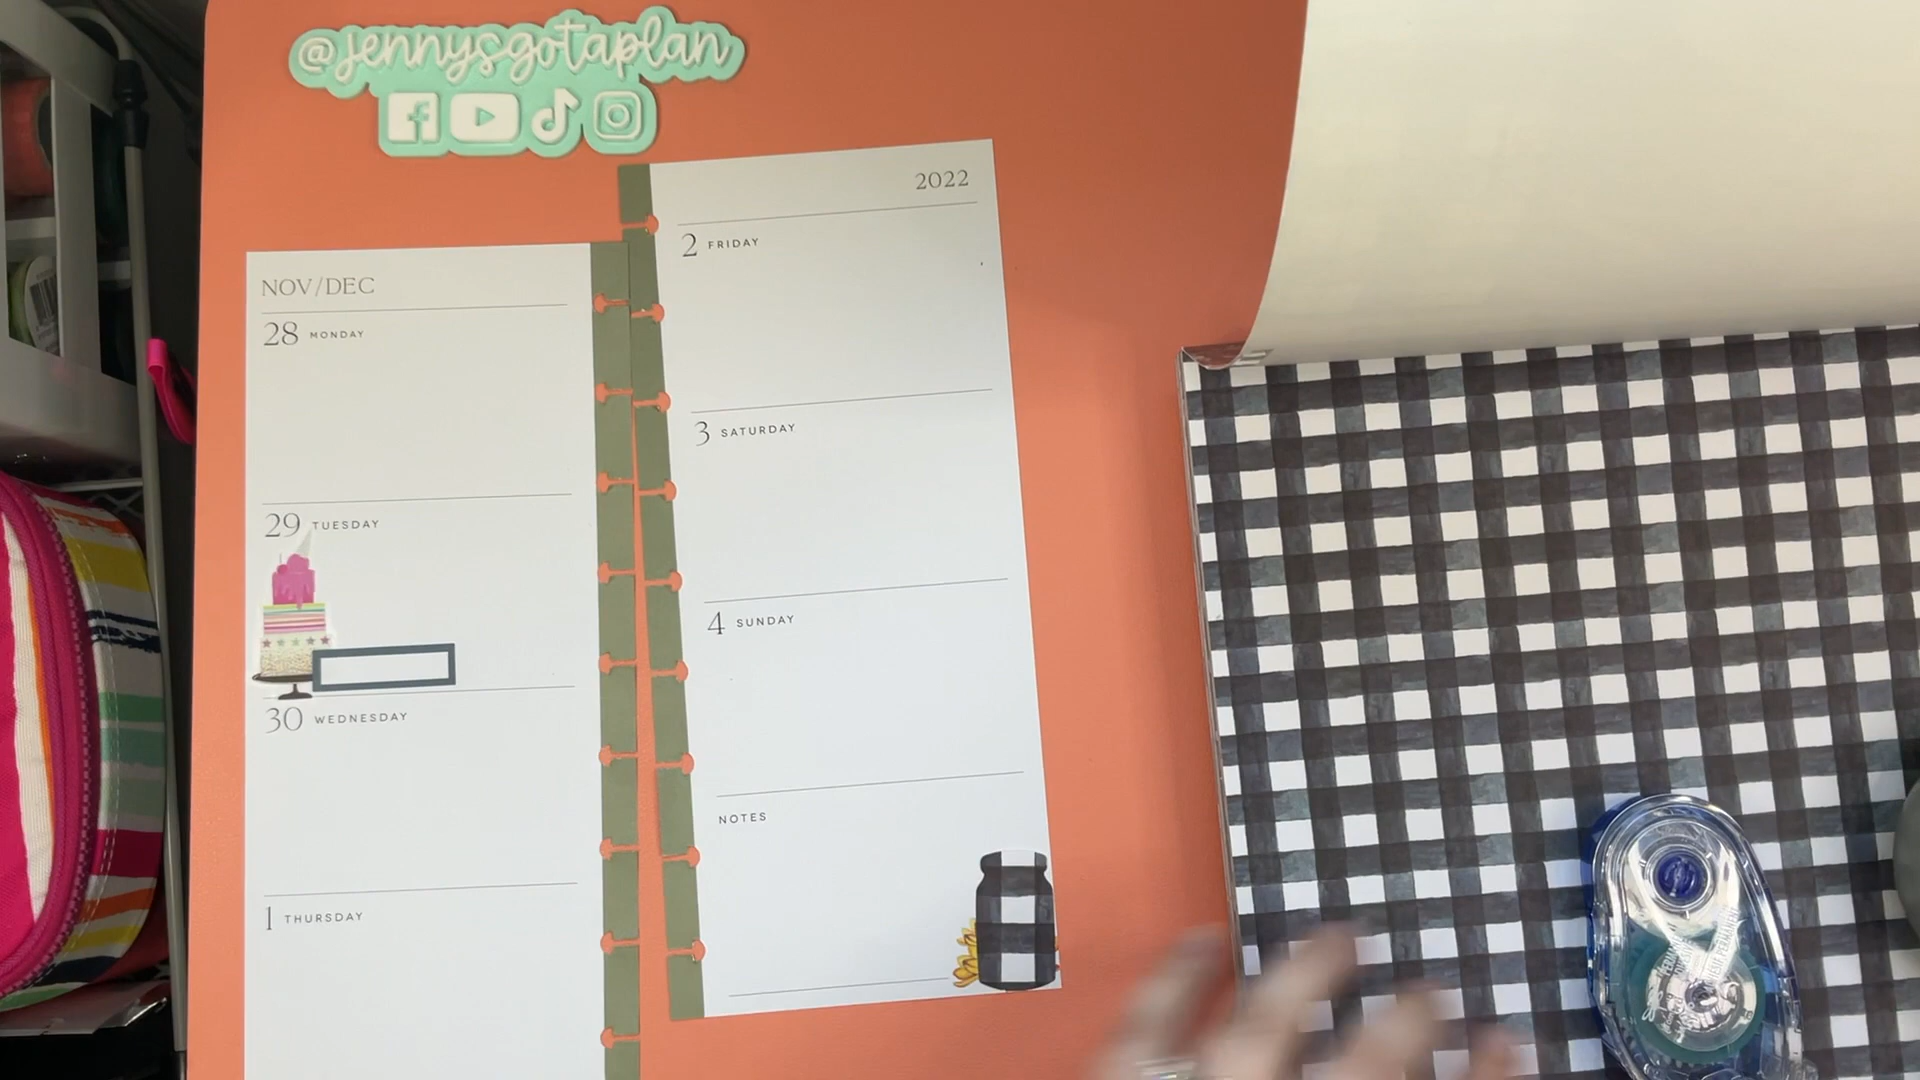 @jennysgotaplan
NOV/DEC
28 MONDAY
29 TUESDAY
30 WEDNESDAY
1 THURSDAY
2022
2 FRIDAY
3 SATURDAY
4 SUNDAY
NOTES